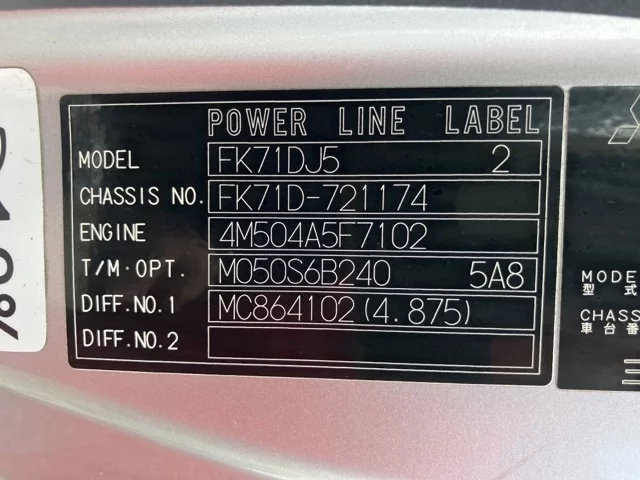 POWER LINE LABEL
MODEL FK71DJ5 2
CHASSIS NO. FK71D-721174
ENGINE 4M504A5F7102
T/M·OPT. M050S6B240 5A8
DIFF.NO.1 MC864102(4.875)
DIFF.NO.2
MODE
型 式
CHASS
車台番
%